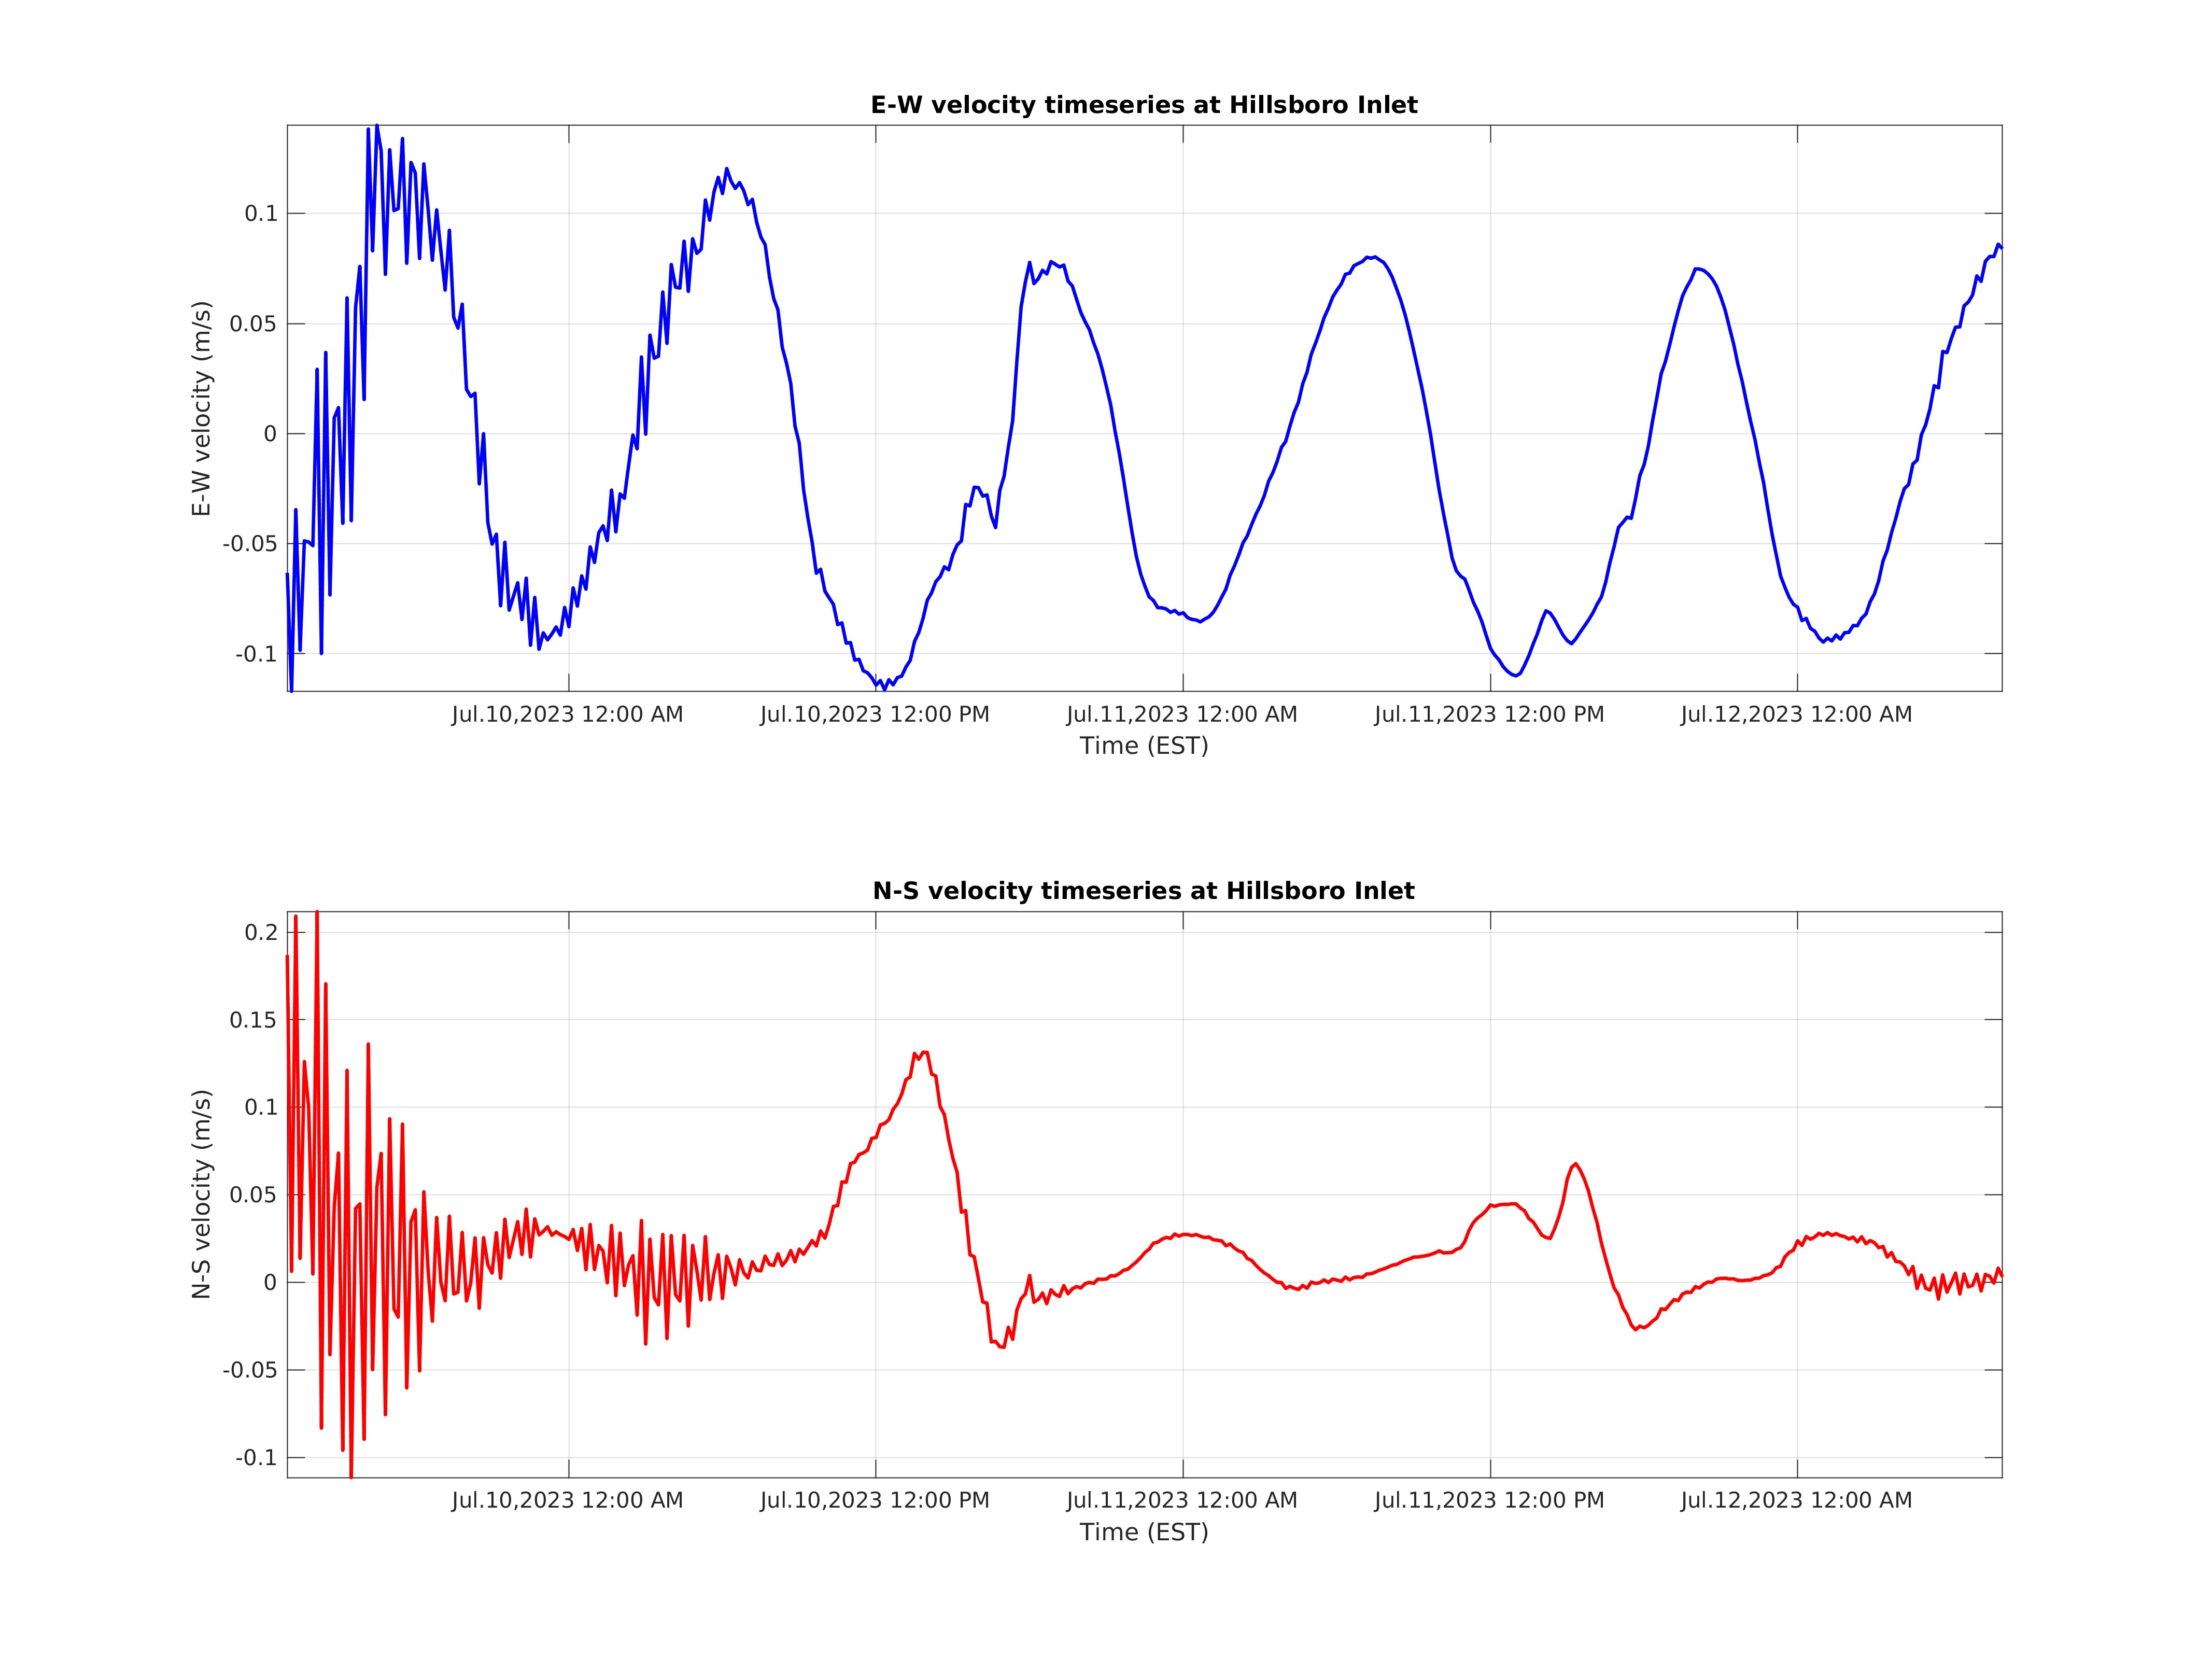 E-W velocity timeseries at Hillsboro Inlet
E-W velocity (m/s)
0.1
0.05
0
-0.05
-0.1
Jul.10,2023 12:00 AM Jul.10,2023 12:00 PM Jul.11,2023 12:00 AM Jul.11,2023 12:00 PM Jul.12,2023 12:00 AM
Time (EST)
N-S velocity timeseries at Hillsboro Inlet
N-S velocity (m/s)
0.2
0.15
0.1
0.05
0
-0.05
-0.1
Jul.10,2023 12:00 AM Jul.10,2023 12:00 PM Jul.11,2023 12:00 AM Jul.11,2023 12:00 PM Jul.12,2023 12:00 AM
Time (EST)